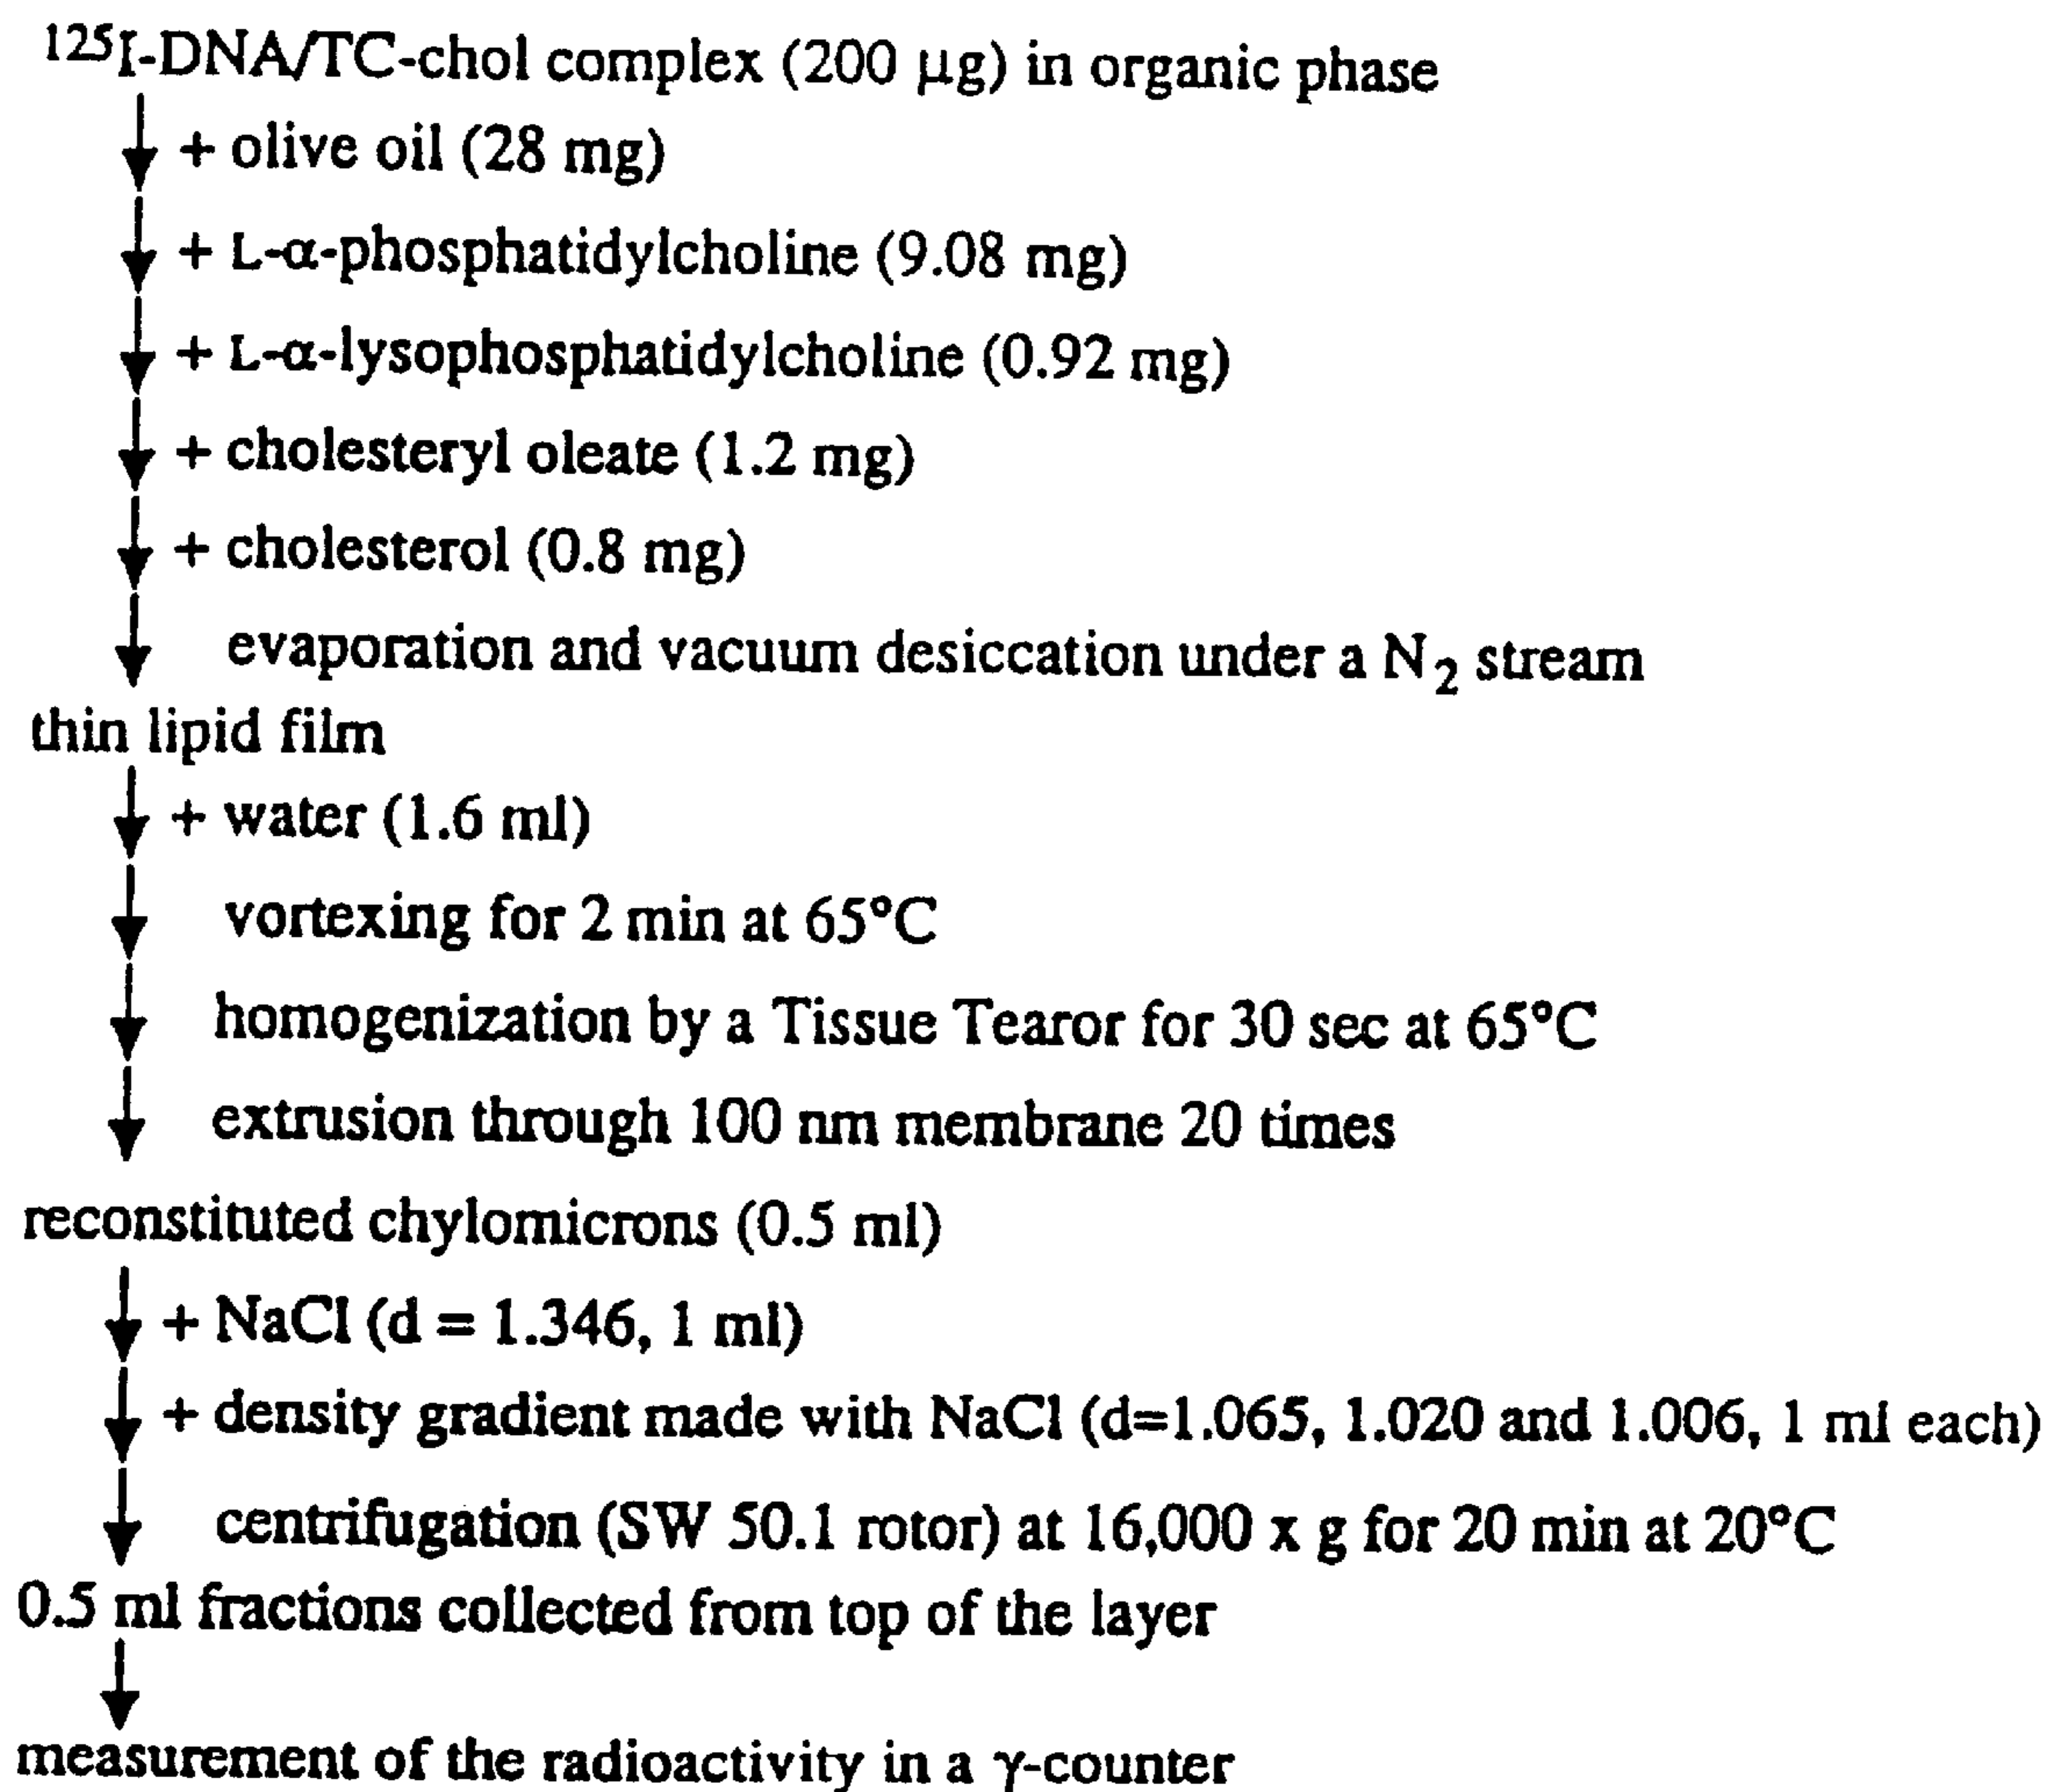 ¹²⁵I-DNA/TC-chol complex (200 μg) in organic phase
+ olive oil (28 mg)
+ L-α-phosphatidylcholine (9.08 mg)
+ L-α-lysophosphatidylcholine (0.92 mg)
+ cholesteryl oleate (1.2 mg)
+ cholesterol (0.8 mg)
evaporation and vacuum desiccation under a N₂ stream
thin lipid film
+ water (1.6 ml)
vortexing for 2 min at 65°C
homogenization by a Tissue Tearor for 30 sec at 65°C
extrusion through 100 nm membrane 20 times
reconstituted chylomicrons (0.5 ml)
+ NaCl (d = 1.346, 1 ml)
+ density gradient made with NaCl (d=1.065, 1.020 and 1.006, 1 ml each)
centrifugation (SW 50.1 rotor) at 16,000 x g for 20 min at 20°C
0.5 ml fractions collected from top of the layer
measurement of the radioactivity in a γ-counter